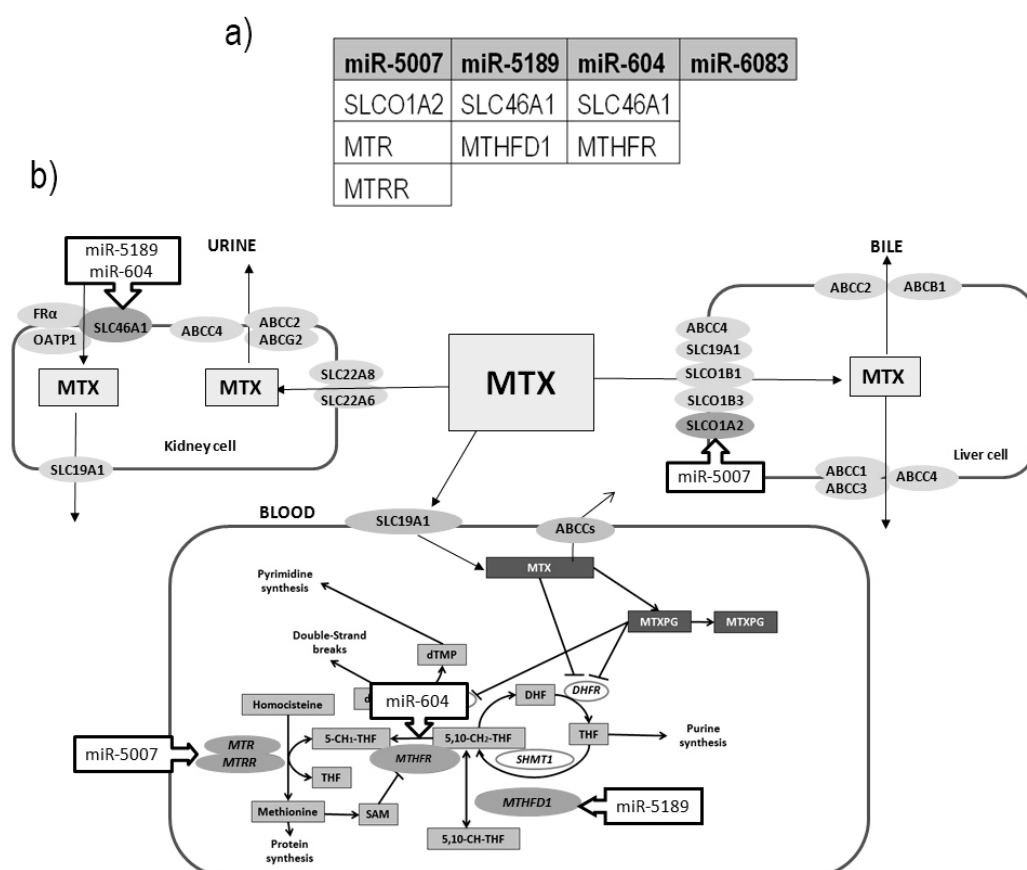 a)
miR-5007 miR-5189 miR-604 miR-6083
SLCO1A2 SLC46A1 SLC46A1
MTR MTHFD1 MTHFR
MTRR
b)
miR-5189
miR-604
URINE
BILE
FRα
OATP1
SLC46A1
ABCC4
ABCC2
ABCG2
MTX
MTX
SLC22A8
SLC22A6
Kidney cell
SLC19A1
MTX
ABCC2
ABCB1
ABCC4
SLC19A1
SLCO1B1
SLCO1B3
SLCO1A2
MTX
miR-5007
ABCC1
ABCC3
ABCC4
Liver cell
BLOOD
SLC19A1
ABCCs
MTX
MTXPG
MTXPG
Pyrimidine
synthesis
Double-Strand
breaks
dTMP
miR-604
DHF
DHFR
Homocisteine
5-CH₁-THF
5,10-CH₂-THF
THF
Purine
synthesis
miR-5007
MTR
MTRR
MTHFR
SHMT1
THF
MTHFD1
miR-5189
Methionine
SAM
5,10-CH-THF
Protein
synthesis